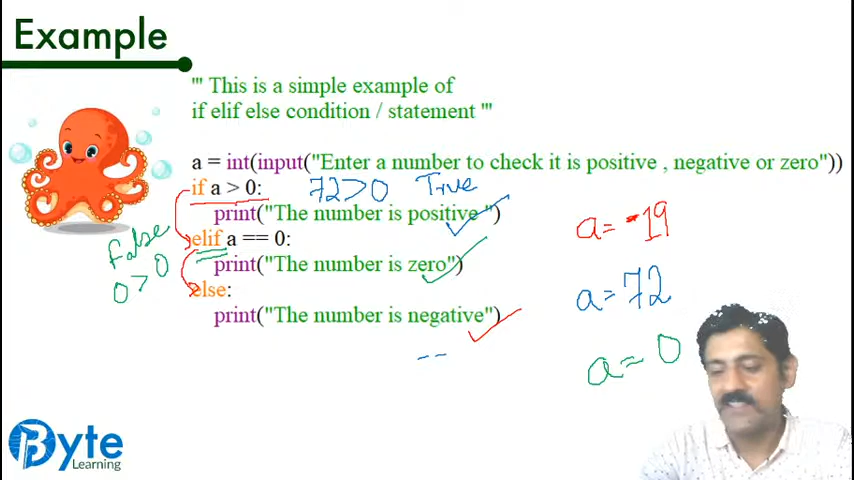 Example
''' This is a simple example of
if elif else condition / statement '''
a = int(input("Enter a number to check it is positive , negative or zero"))
if a > 0:
72>0 True
print("The number is positive ")
elif a == 0:
print("The number is zero")
else:
print("The number is negative")
False
0 > 0
a= -19
a= 72
a= 0
--
Byte
Learning